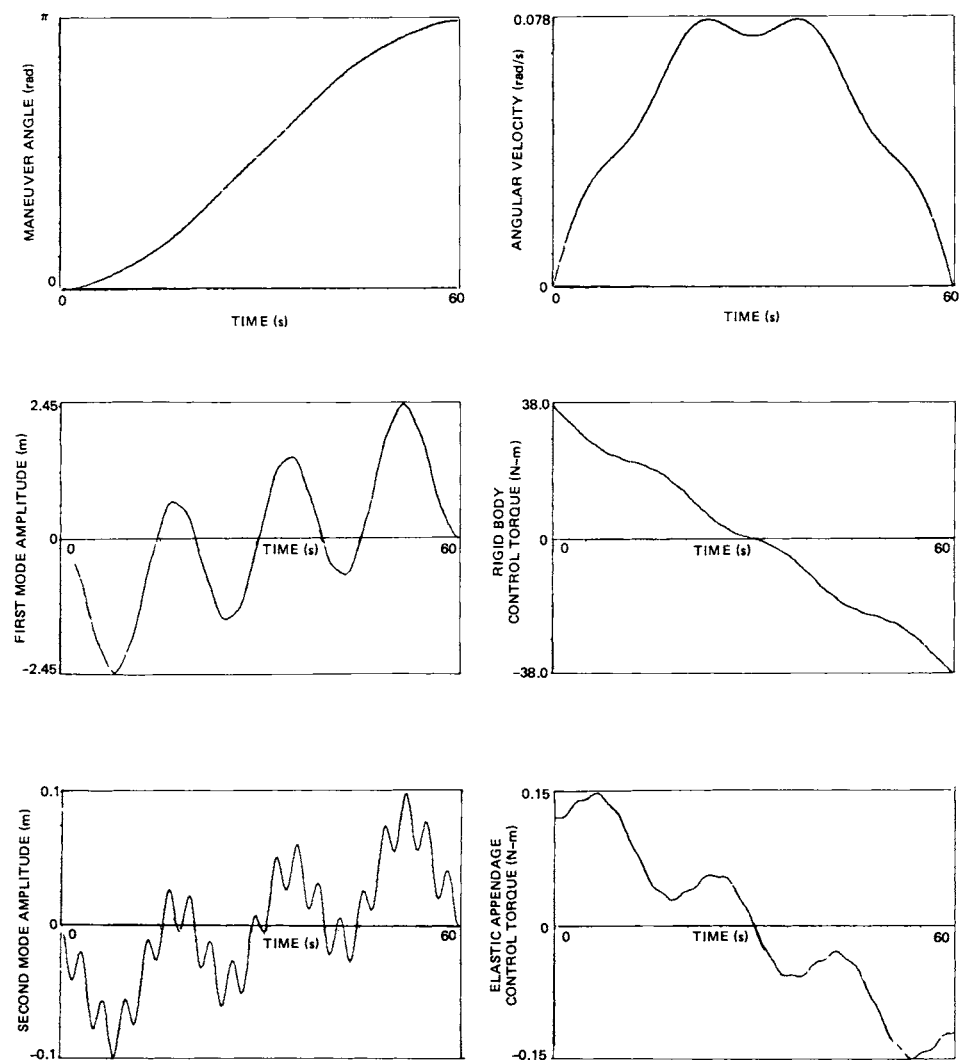 π
MANEUVER ANGLE (rad)
0
0
60
TIME (s)
0.078
ANGULAR VELOCITY (rad/s)
0
0
60
TIME (s)
2.45
FIRST MODE AMPLITUDE (m)
0
0
TIME (s)
60
-2.45
38.0
RIGID BODY
CONTROL TORQUE (N-m)
0
0
TIME (s)
60
-38.0
0.1
SECOND MODE AMPLITUDE (m)
0
0
TIME (s)
60
-0.1
0.15
ELASTIC APPENDAGE
CONTROL TORQUE (N-m)
0
0
TIME (s)
60
-0.15